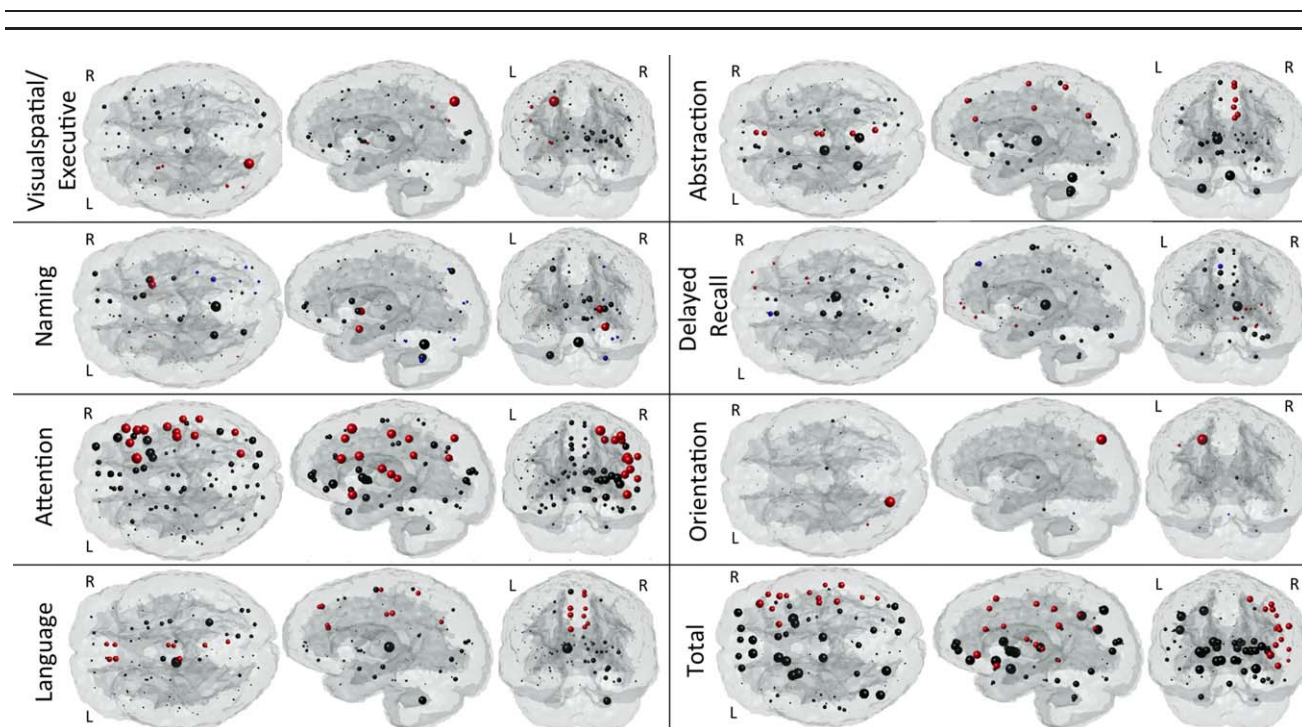 Visualspatial/
Executive
R
L
L
R
Abstraction
R
L
L
R
Naming
R
L
L
R
Delayed
Recall
R
L
L
R
Attention
R
L
L
R
Orientation
R
L
L
R
Language
R
L
L
R
Total
R
L
L
R